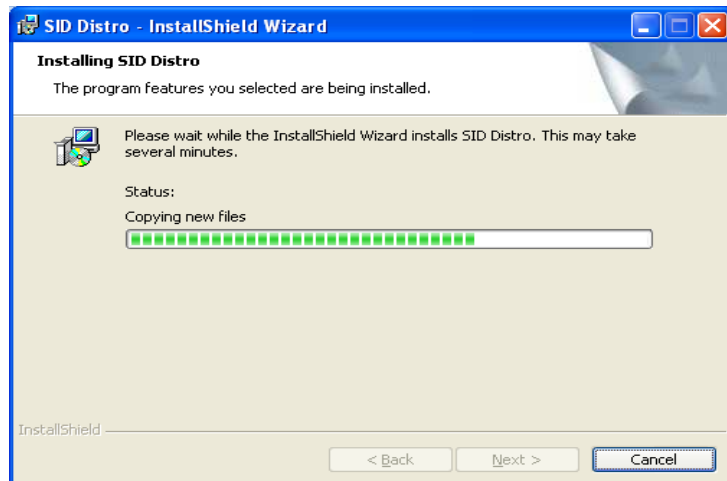 SID Distro - InstallShield Wizard
Installing SID Distro
The program features you selected are being installed.
Please wait while the InstallShield Wizard installs SID Distro. This may take
several minutes.
Status:
Copying new files
InstallShield
< Back Next > Cancel